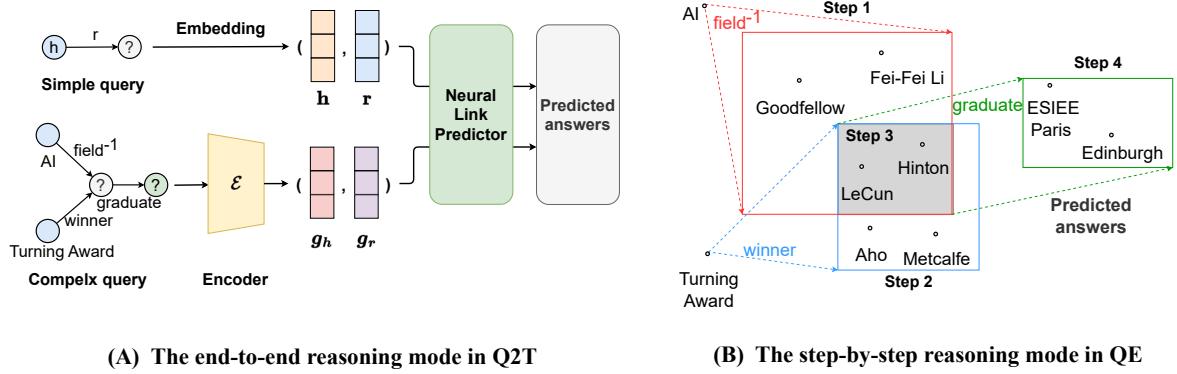 h
r
?
Simple query
Embedding
(
,
)
h
r
AI
field-1
?
graduate
?
winner
Turning Award
Compelx query
ℰ
Encoder
(
,
)
g_h
g_r
Neural
Link
Predictor
Predicted
answers
(A) The end-to-end reasoning mode in Q2T
AI
field-1
Step 1
Fei-Fei Li
Goodfellow
Step 3
Hinton
LeCun
graduate
Step 4
ESIEE
Paris
Edinburgh
Predicted
answers
winner
Aho
Metcalfe
Step 2
Turning
Award
(B) The step-by-step reasoning mode in QE